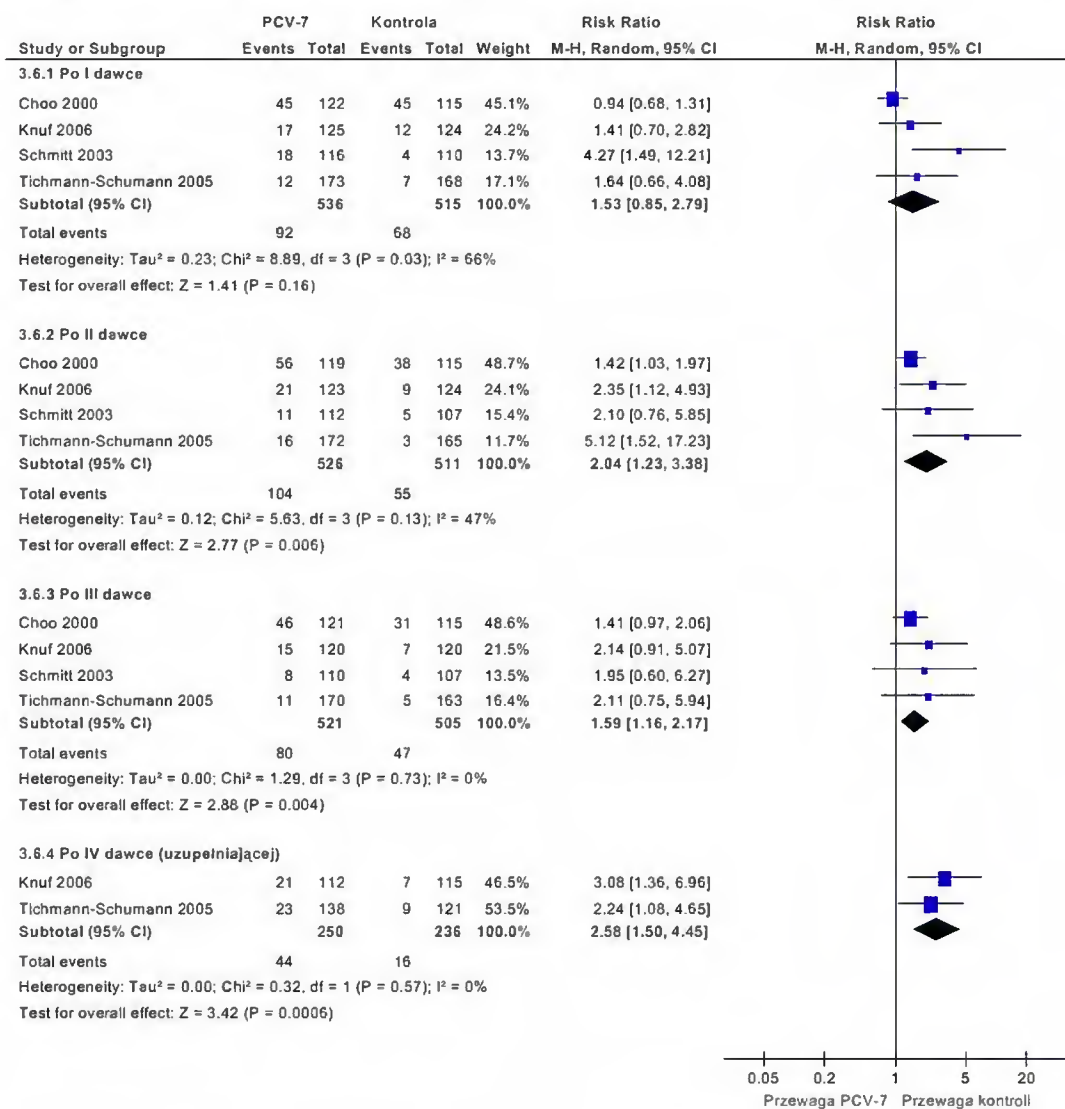 PCV-7 Kontrola Risk Ratio Risk Ratio
Study or Subgroup Events Total Events Total Weight M-H, Random, 95% CI M-H, Random, 95% CI
3.6.1 Po I dawce
Choo 2000 45 122 45 115 45.1% 0.94 [0.68, 1.31]
Knuf 2006 17 125 12 124 24.2% 1.41 [0.70, 2.82]
Schmitt 2003 18 116 4 110 13.7% 4.27 [1.49, 12.21]
Tichmann-Schumann 2005 12 173 7 168 17.1% 1.64 [0.66, 4.08]
Subtotal (95% CI) 536 515 100.0% 1.53 [0.85, 2.79]
Total events 92 68
Heterogeneity: Tau² = 0.23; Chi² = 8.89, df = 3 (P = 0.03); I² = 66%
Test for overall effect: Z = 1.41 (P = 0.16)
3.6.2 Po II dawce
Choo 2000 56 119 38 115 48.7% 1.42 [1.03, 1.97]
Knuf 2006 21 123 9 124 24.1% 2.35 [1.12, 4.93]
Schmitt 2003 11 112 5 107 15.4% 2.10 [0.76, 5.85]
Tichmann-Schumann 2005 16 172 3 165 11.7% 5.12 [1.52, 17.23]
Subtotal (95% CI) 526 511 100.0% 2.04 [1.23, 3.38]
Total events 104 55
Heterogeneity: Tau² = 0.12; Chi² = 5.63, df = 3 (P = 0.13); I² = 47%
Test for overall effect: Z = 2.77 (P = 0.006)
3.6.3 Po III dawce
Choo 2000 46 121 31 115 48.6% 1.41 [0.97, 2.06]
Knuf 2006 15 120 7 120 21.5% 2.14 [0.91, 5.07]
Schmitt 2003 8 110 4 107 13.5% 1.95 [0.60, 6.27]
Tichmann-Schumann 2005 11 170 5 163 16.4% 2.11 [0.75, 5.94]
Subtotal (95% CI) 521 505 100.0% 1.59 [1.16, 2.17]
Total events 80 47
Heterogeneity: Tau² = 0.00; Chi² = 1.29, df = 3 (P = 0.73); I² = 0%
Test for overall effect: Z = 2.88 (P = 0.004)
3.6.4 Po IV dawce (uzupełniającej)
Knuf 2006 21 112 7 115 46.5% 3.08 [1.36, 6.96]
Tichmann-Schumann 2005 23 138 9 121 53.5% 2.24 [1.08, 4.65]
Subtotal (95% CI) 250 236 100.0% 2.58 [1.50, 4.45]
Total events 44 16
Heterogeneity: Tau² = 0.00; Chi² = 0.32, df = 1 (P = 0.57); I² = 0%
Test for overall effect: Z = 3.42 (P = 0.0006)
0.05 0.2 1 5 20
Przewaga PCV-7 Przewaga kontroli